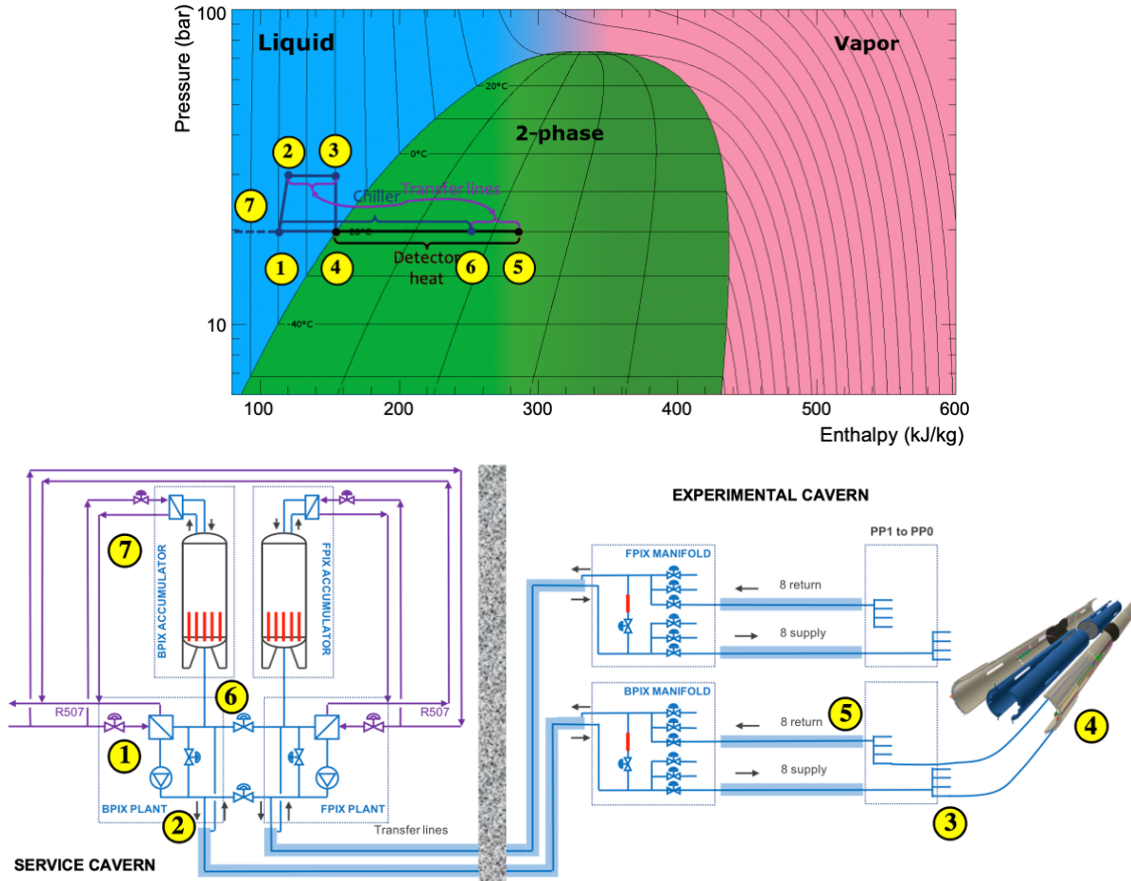 100
Pressure (bar)
Liquid
Vapor
20°C
2-phase
0°C
2
3
Transfer lines
Chiller
7
-20°C
1
4
Detector
heat
6
5
10
-40°C
100
200
300
400
500
600
Enthalpy (kJ/kg)
EXPERIMENTAL CAVERN
PP1 to PP0
FPIX MANIFOLD
8 return
8 supply
BPIX ACCUMULATOR
FPIX ACCUMULATOR
7
6
BPIX MANIFOLD
R507
R507
8 return
5
4
1
8 supply
BPIX PLANT
FPIX PLANT
2
3
Transfer lines
SERVICE CAVERN